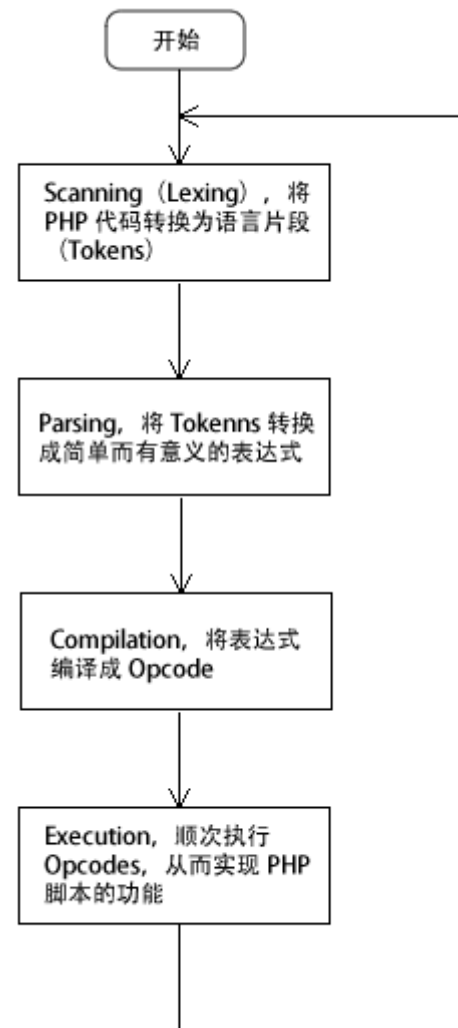 开始
Scanning（Lexing），将
PHP 代码转换为语言片段
（Tokens）
Parsing，将 Tokenns 转换
成简单而有意义的表达式
Compilation，将表达式
编译成 Opcode
Execution，顺次执行
Opcodes，从而实现 PHP
脚本的功能